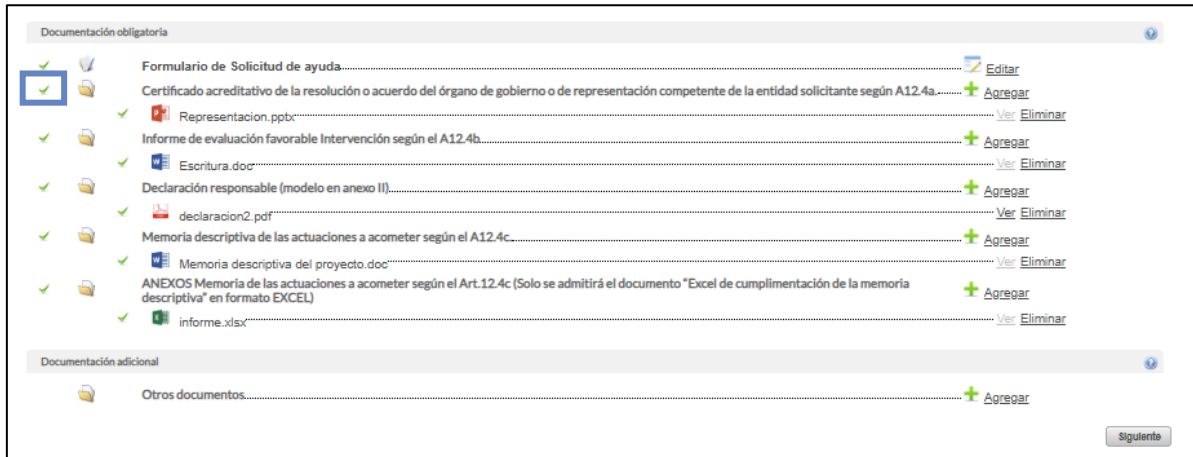 Documentación obligatoria
Formulario de Solicitud de ayuda Editar
Certificado acreditativo de la resolución o acuerdo del órgano de gobierno o de representación competente de la entidad solicitante según A12.4a. Agregar
Representacion.pptx Ver Eliminar
Informe de evaluación favorable Intervención según el A12.4b Agregar
Escritura.doc Ver Eliminar
Declaración responsable (modelo en anexo II) Agregar
declaracion2.pdf Ver Eliminar
Memoria descriptiva de las actuaciones a acometer según el A12.4c. Agregar
Memoria descriptiva del proyecto.doc Ver Eliminar
ANEXOS Memoria de las actuaciones a acometer según el Art.12.4c (Solo se admitirá el documento "Excel de cumplimentación de la memoria
descriptiva" en formato EXCEL) Agregar
informe.xlsx Ver Eliminar
Documentación adicional
Otros documentos Agregar
Siguiente